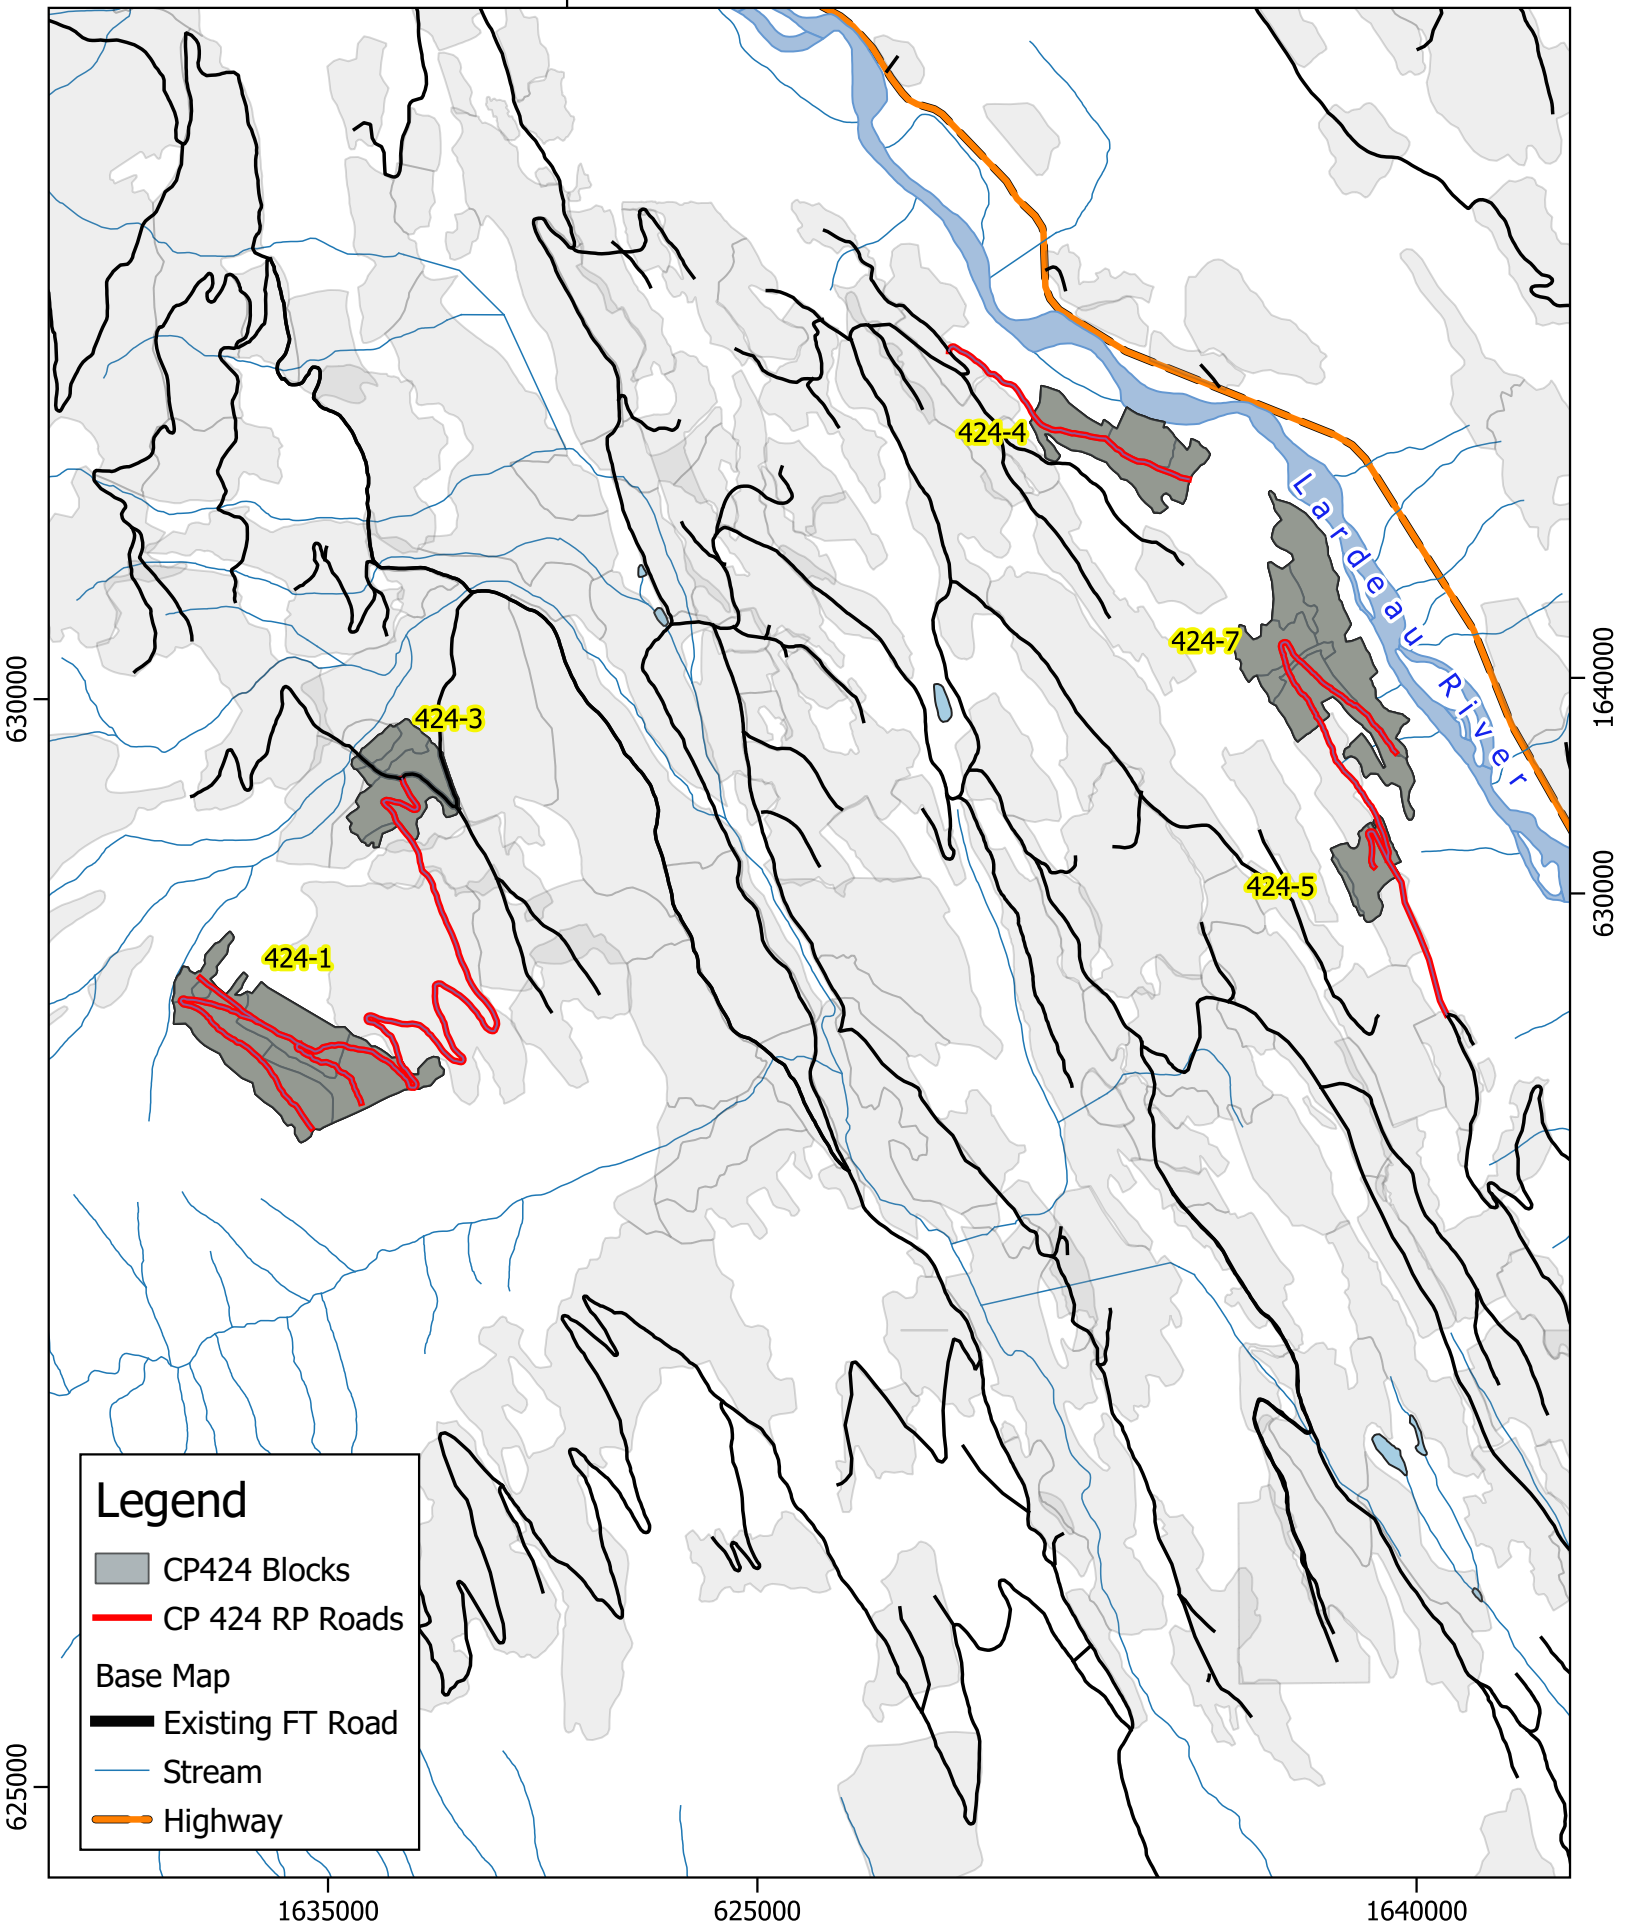 424-4
Lardeau River
424-7
424-3
424-5
424-1
630000
625000
1640000
630000
Legend
CP424 Blocks
CP 424 RP Roads
Base Map
Existing FT Road
Stream
Highway
1635000
625000
1640000